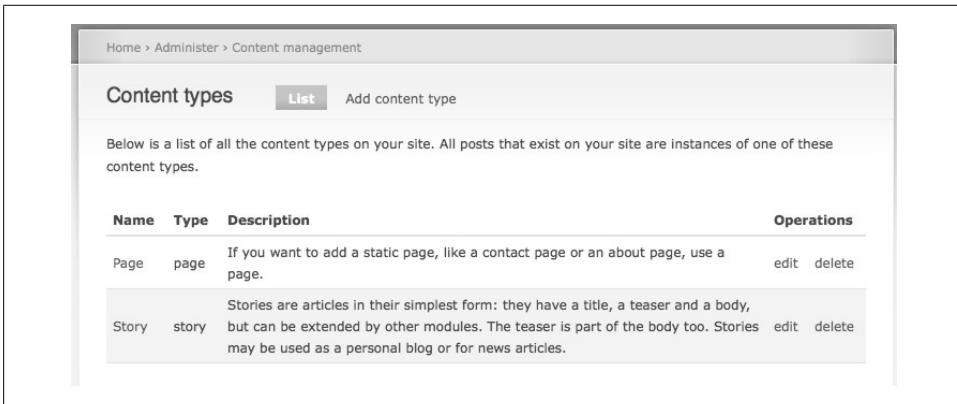 Home › Administer › Content management
Content types List Add content type
Below is a list of all the content types on your site. All posts that exist on your site are instances of one of these
content types.
Name Type Description Operations
If you want to add a static page, like a contact page or an about page, use a
page.
Page page edit delete
Stories are articles in their simplest form: they have a title, a teaser and a body,
but can be extended by other modules. The teaser is part of the body too. Stories
may be used as a personal blog or for news articles.
Story story edit delete